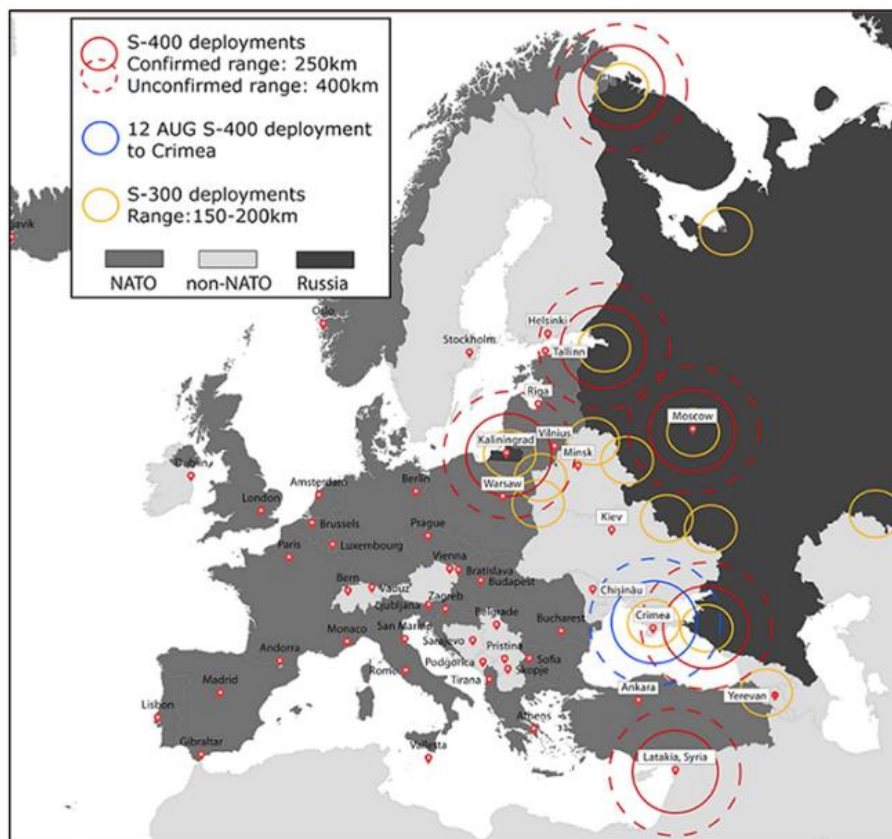 S-400 deployments
Confirmed range: 250km
Unconfirmed range: 400km
12 AUG S-400 deployment
to Crimea
S-300 deployments
Range:150-200km
NATO
non-NATO
Russia
avik
Oslo
Stockholm
Helsinki
Tallinn
Riga
Moscow
Kaliningrad
Vilnius
Minsk
Dublin
Amsterdam
Berlin
Warsaw
London
Brussels
Prague
Kiev
Paris
Luxembourg
Vienna
Bratislava
Budapest
Bern
Vaduz
Chișinău
Ljubljana
Zagreb
Belgrade
Bucharest
Crimea
Monaco
San Marino
Sarajevo
Pristina
Andorra
Podgorica
Sofia
Skopje
Rome
Tirana
Madrid
Lisbon
Ankara
Yerevan
Athens
Gibraltar
Valletta
Latakia, Syria